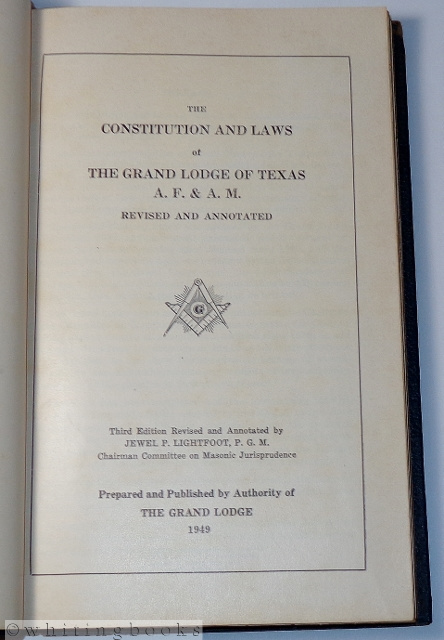 THE
CONSTITUTION AND LAWS
of
THE GRAND LODGE OF TEXAS
A. F. & A. M.
REVISED AND ANNOTATED
G
Third Edition Revised and Annotated by
JEWEL P. LIGHTFOOT, P. G. M.
Chairman Committee on Masonic Jurisprudence
Prepared and Published by Authority of
THE GRAND LODGE
1949
©whitingbooks